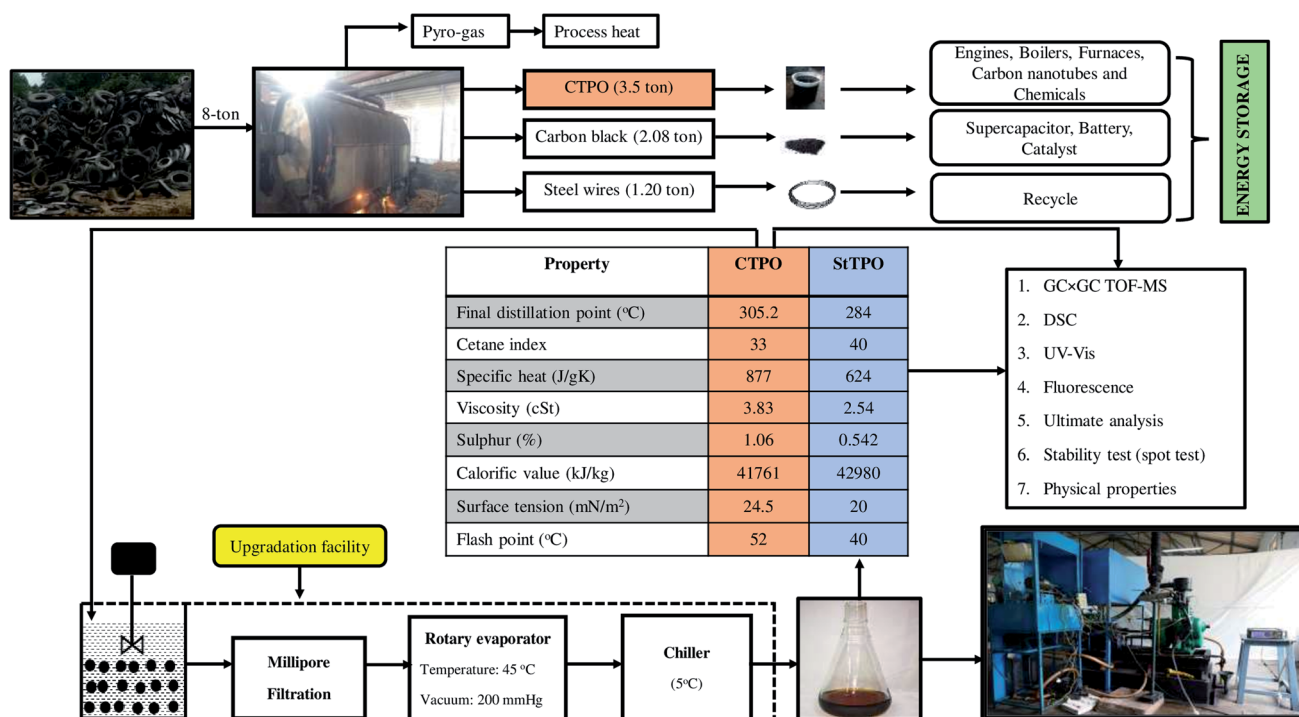 Pyro-gas
Process heat
8-ton
CTPO (3.5 ton)
Engines, Boilers, Furnaces,
Carbon nanotubes and
Chemicals
Carbon black (2.08 ton)
Supercapacitor, Battery,
Catalyst
Steel wires (1.20 ton)
Recycle
ENERGY STORAGE
Property CTPO StTPO
Final distillation point (°C) 305.2 284
Cetane index 33 40
Specific heat (J/gK) 877 624
Viscosity (cSt) 3.83 2.54
Sulphur (%) 1.06 0.542
Calorific value (kJ/kg) 41761 42980
Surface tension (mN/m²) 24.5 20
Flash point (°C) 52 40
1. GC×GC TOF-MS
2. DSC
3. UV-Vis
4. Fluorescence
5. Ultimate analysis
6. Stability test (spot test)
7. Physical properties
Upgradation facility
Millipore
Filtration
Rotary evaporator
Temperature: 45 °C
Vacuum: 200 mmHg
Chiller
(5°C)